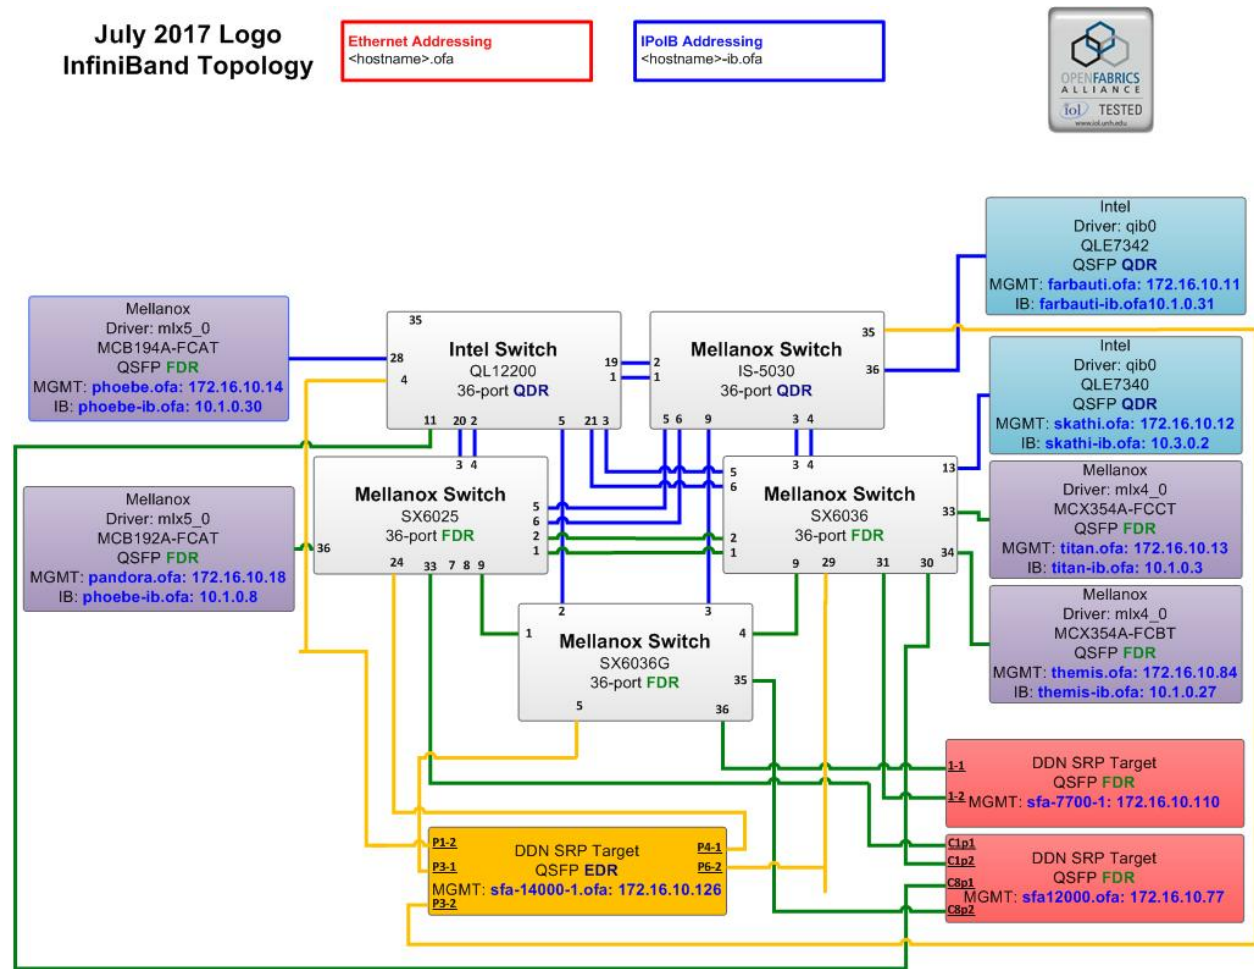 July 2017 Logo
InfiniBand Topology
Ethernet Addressing
<hostname>.ofa
IPoIB Addressing
<hostname>-ib.ofa
OPENFABRICS
ALLIANCE
iol TESTED
www.iol.unh.edu
Intel
Driver: qib0
QLE7342
QSFP QDR
MGMT: farbauti.ofa: 172.16.10.11
IB: farbauti-ib.ofa10.1.0.31
Mellanox
Driver: mlx5_0
MCB194A-FCAT
QSFP FDR
MGMT: phoebe.ofa: 172.16.10.14
IB: phoebe-ib.ofa: 10.1.0.30
35
Intel Switch
QL12200
36-port QDR
28
4
19
1
11
20 2
5
21 3
Mellanox Switch
IS-5030
36-port QDR
2
1
35
36
5 6
9
3 4
Intel
Driver: qib0
QLE7340
QSFP QDR
MGMT: skathi.ofa: 172.16.10.12
IB: skathi-ib.ofa: 10.3.0.2
Mellanox
Driver: mlx5_0
MCB192A-FCAT
QSFP FDR
MGMT: pandora.ofa: 172.16.10.18
IB: phoebe-ib.ofa: 10.1.0.8
3 4
Mellanox Switch
SX6025
36-port FDR
36
5
6
2
1
24
33
7 8 9
3 4
Mellanox Switch
SX6036
36-port FDR
5
6
2
1
13
33
34
9
29
31
30
Mellanox
Driver: mlx4_0
MCX354A-FCCT
QSFP FDR
MGMT: titan.ofa: 172.16.10.13
IB: titan-ib.ofa: 10.1.0.3
Mellanox
Driver: mlx4_0
MCX354A-FCBT
QSFP FDR
MGMT: themis.ofa: 172.16.10.84
IB: themis-ib.ofa: 10.1.0.27
2
3
1
4
Mellanox Switch
SX6036G
36-port FDR
35
5
36
1-1
1-2
DDN SRP Target
QSFP FDR
MGMT: sfa-7700-1: 172.16.10.110
P1-2
P3-1
P3-2
P4-1
P6-2
DDN SRP Target
QSFP EDR
MGMT: sfa-14000-1.ofa: 172.16.10.126
C1p1
C1p2
C8p1
C8p2
DDN SRP Target
QSFP FDR
MGMT: sfa12000.ofa: 172.16.10.77